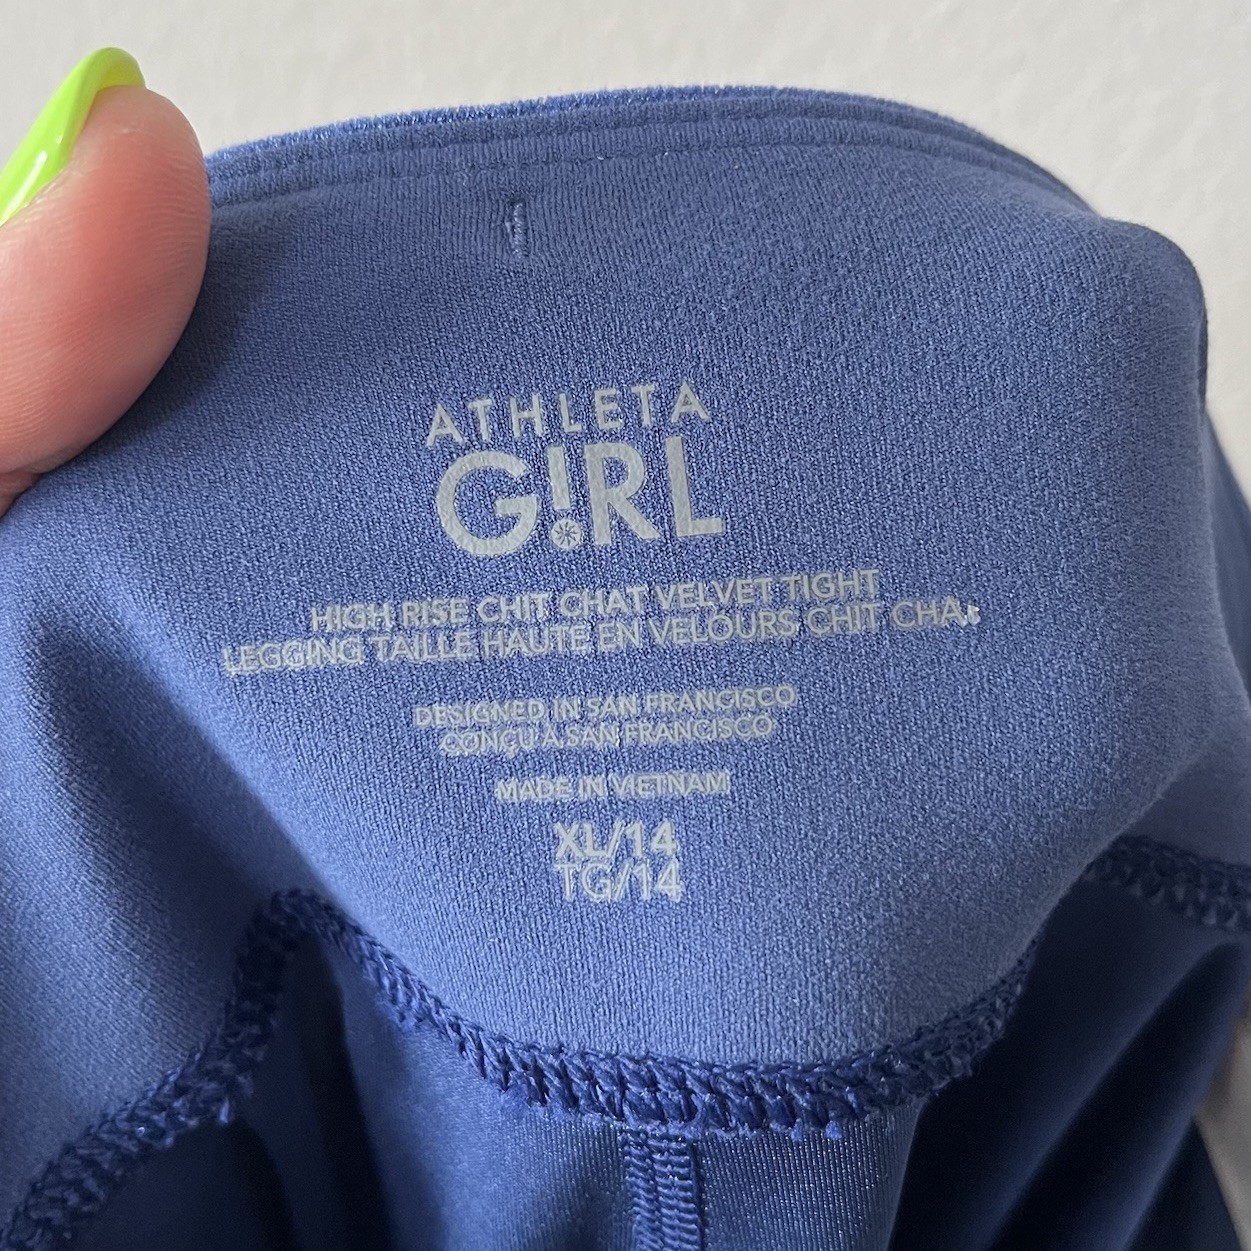 ATHLETA
G!RL
HIGH RISE CHIT CHAT VELVET TIGHT
LEGGING TAILLE HAUTE EN VELOURS CHIT CHAT
DESIGNED IN SAN FRANCISCO
CONÇU À SAN FRANCISCO
MADE IN VIETNAM
XL/14
TG/14